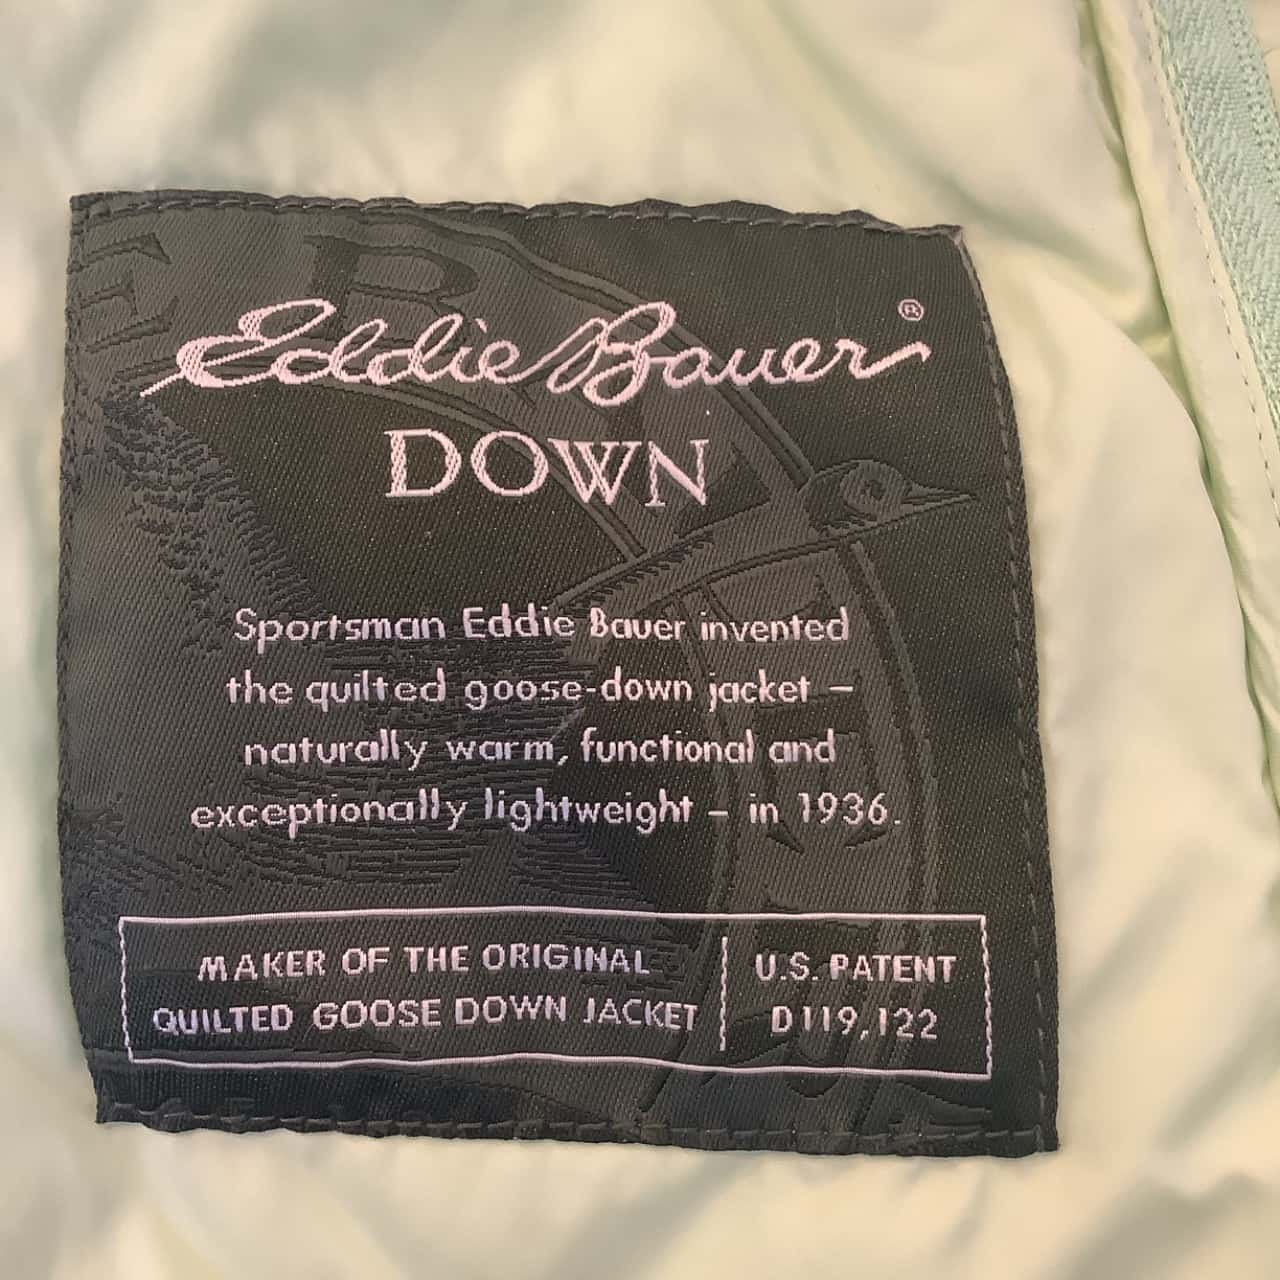 Eddie Bauer ®
DOWN
Sportsman Eddie Bauer invented
the quilted goose-down jacket –
naturally warm, functional and
exceptionally lightweight – in 1936.
MAKER OF THE ORIGINAL
QUILTED GOOSE DOWN JACKET
U.S. PATENT
D119,122